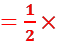 = 1/2 ×